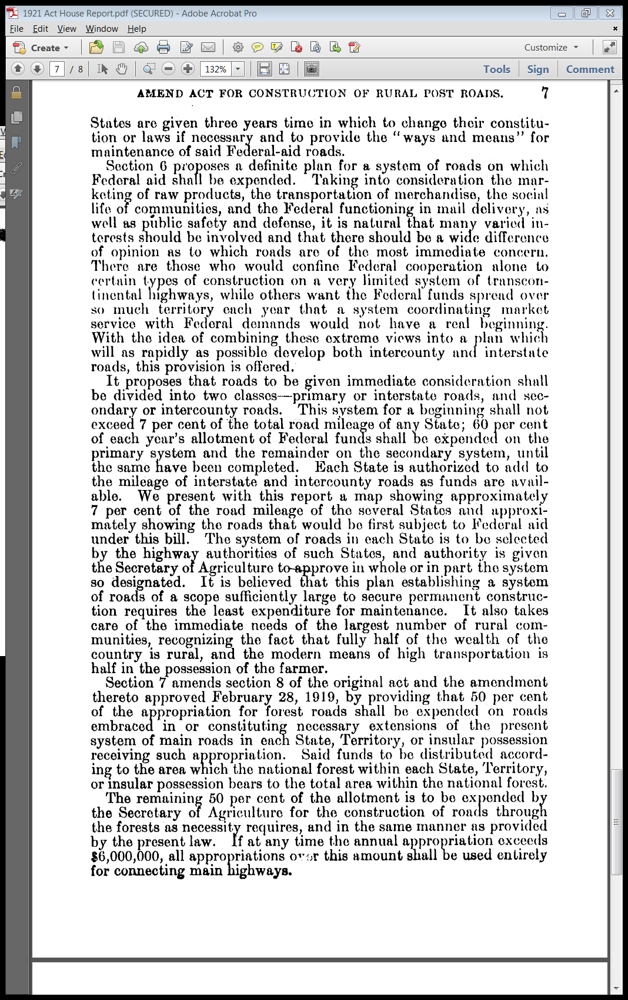 1921 Act House Report.pdf (SECURED) - Adobe Acrobat Pro
File Edit View Window Help
Create
Customize
7 / 8
132%
Tools Sign Comment
AMEND ACT FOR CONSTRUCTION OF RURAL POST ROADS. 7
States are given three years time in which to change their constitu-
tion or laws if necessary and to provide the "ways and means" for
maintenance of said Federal-aid roads.
Section 6 proposes a definite plan for a system of roads on which
Federal aid shall be expended. Taking into consideration the mar-
keting of raw products, the transportation of merchandise, the social
life of communities, and the Federal functioning in mail delivery, as
well as public safety and defense, it is natural that many varied in-
terests should be involved and that there should be a wide difference
of opinion as to which roads are of the most immediate concern.
There are those who would confine Federal cooperation alone to
certain types of construction on a very limited system of transcon-
tinental highways, while others want the Federal funds spread over
so much territory each year that a system coordinating market
service with Federal demands would not have a real beginning.
With the idea of combining these extreme views into a plan which
will as rapidly as possible develop both intercounty and interstate
roads, this provision is offered.
It proposes that roads to be given immediate consideration shall
be divided into two classes—primary or interstate roads, and sec-
ondary or intercounty roads. This system for a beginning shall not
exceed 7 per cent of the total road mileage of any State; 60 per cent
of each year's allotment of Federal funds shall be expended on the
primary system and the remainder on the secondary system, until
the same have been completed. Each State is authorized to add to
the mileage of interstate and intercounty roads as funds are avail-
able. We present with this report a map showing approximately
7 per cent of the road mileage of the several States and approxi-
mately showing the roads that would be first subject to Federal aid
under this bill. The system of roads in each State is to be selected
by the highway authorities of such States, and authority is given
the Secretary of Agriculture to approve in whole or in part the system
so designated. It is believed that this plan establishing a system
of roads of a scope sufficiently large to secure permanent construc-
tion requires the least expenditure for maintenance. It also takes
care of the immediate needs of the largest number of rural com-
munities, recognizing the fact that fully half of the wealth of the
country is rural, and the modern means of high transportation is
half in the possession of the farmer.
Section 7 amends section 8 of the original act and the amendment
thereto approved February 28, 1919, by providing that 50 per cent
of the appropriation for forest roads shall be expended on roads
embraced in or constituting necessary extensions of the present
system of main roads in each State, Territory, or insular possession
receiving such appropriation. Said funds to be distributed accord-
ing to the area which the national forest within each State, Territory,
or insular possession bears to the total area within the national forest.
The remaining 50 per cent of the allotment is to be expended by
the Secretary of Agriculture for the construction of roads through
the forests as necessity requires, and in the same manner as provided
by the present law. If at any time the annual appropriation exceeds
$6,000,000, all appropriations over this amount shall be used entirely
for connecting main highways.